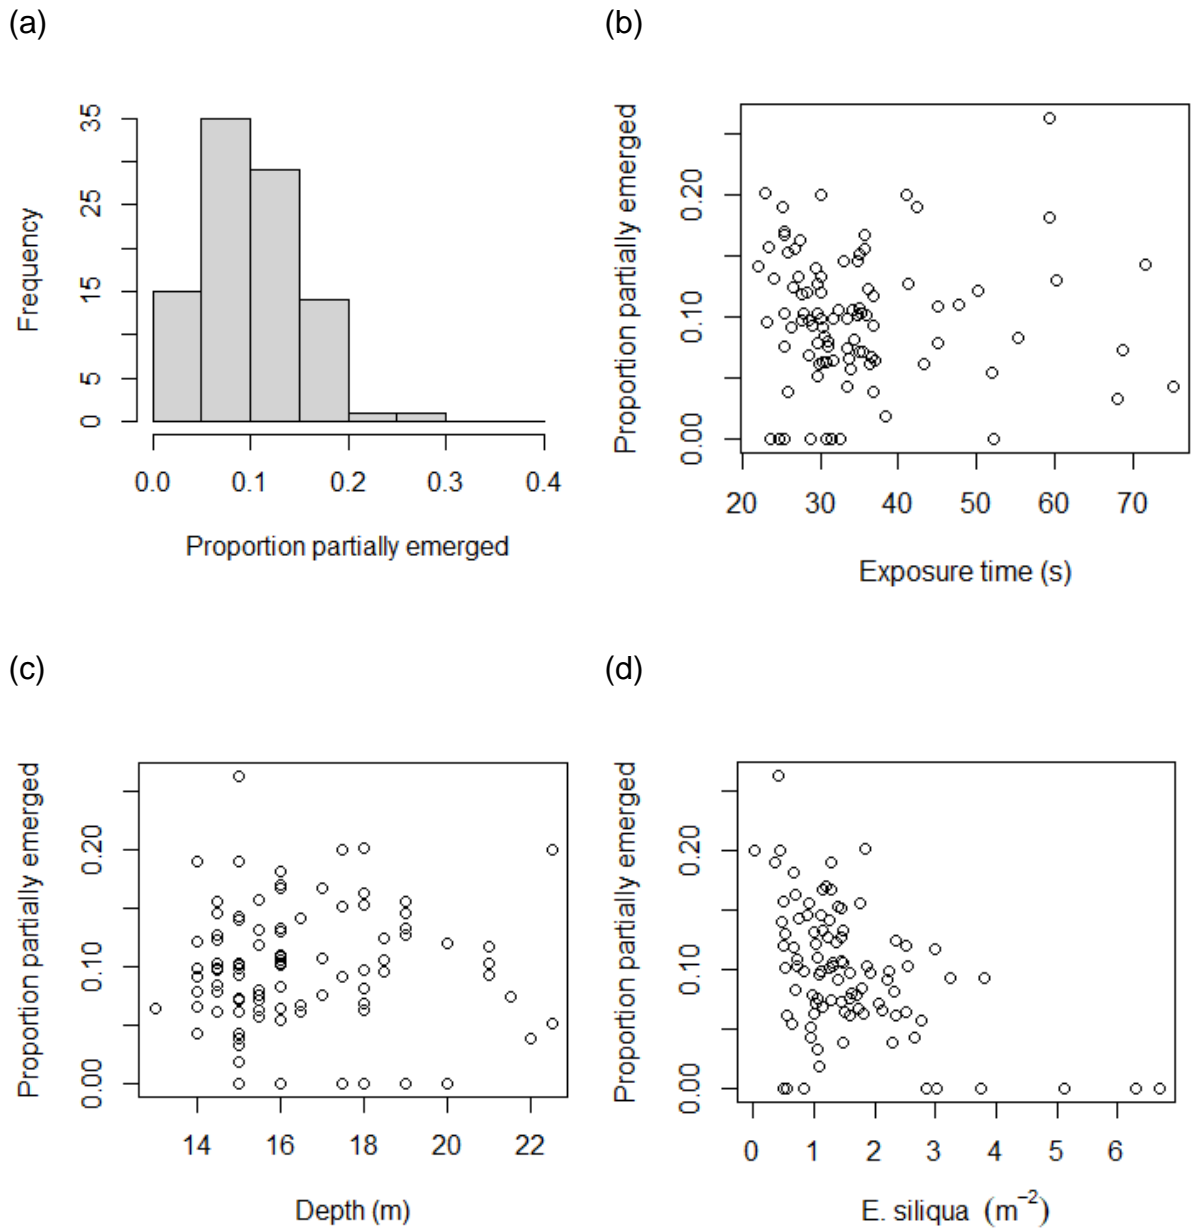 (a)
(b)
Frequency
0 5 15 25 35
0.0 0.1 0.2 0.3 0.4
Proportion partially emerged
Proportion partially emerged
0.00 0.10 0.20
20 30 40 50 60 70
Exposure time (s)
(c)
(d)
Proportion partially emerged
0.00 0.10 0.20
14 16 18 20 22
Depth (m)
Proportion partially emerged
0.00 0.10 0.20
0 1 2 3 4 5 6
E. siliqua (m⁻²)